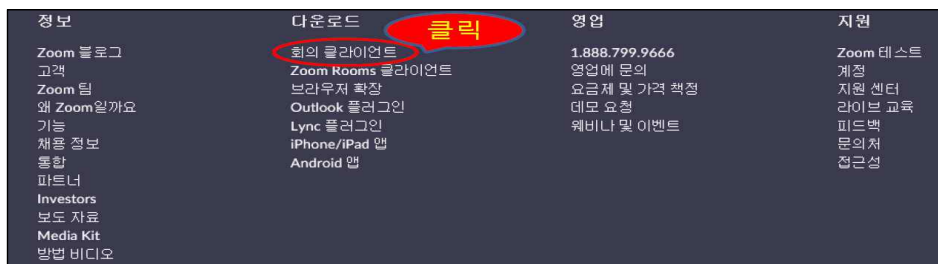 정보
Zoom 블로그
고객
Zoom 팀
왜 Zoom일까요
기능
채용 정보
통합
파트너
Investors
보도 자료
Media Kit
방법 비디오
다운로드
클릭
회의 클라이언트
Zoom Rooms 클라이언트
브라우저 확장
Outlook 플러그인
Lync 플러그인
iPhone/iPad 앱
Android 앱
영업
1.888.799.9666
영업에 문의
요금제 및 가격 책정
데모 요청
웨비나 및 이벤트
지원
Zoom 테스트
계정
지원 센터
라이브 교육
피드백
문의처
접근성